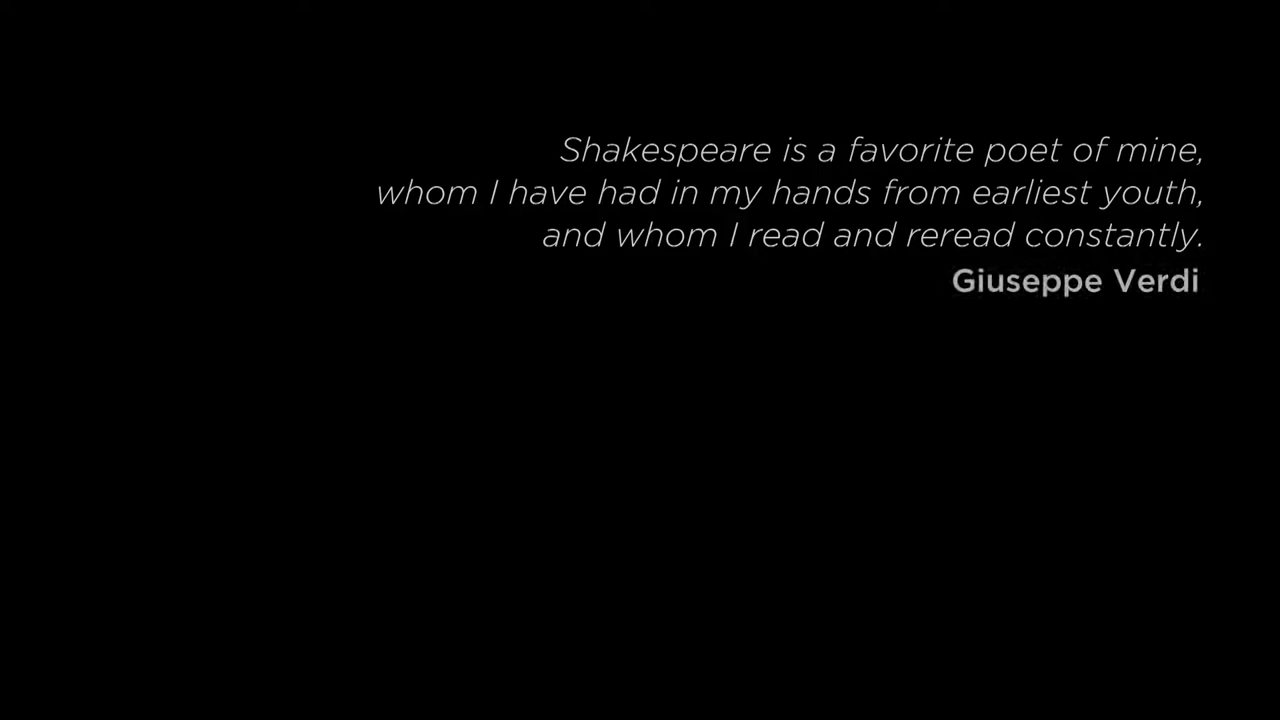 Shakespeare is a favorite poet of mine,
whom I have had in my hands from earliest youth,
and whom I read and reread constantly.
Giuseppe Verdi